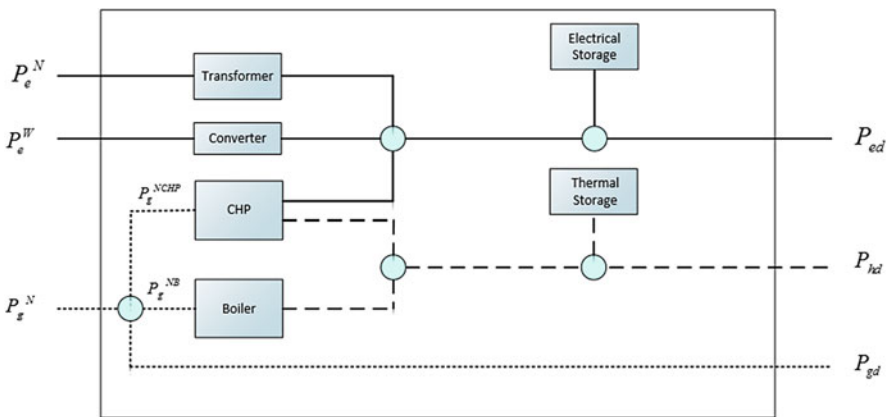 Electrical
Storage
P_e^N
Transformer
P_e^W
Converter
P_ed
P_g^NCHP
CHP
Thermal
Storage
P_hd
P_g^NB
P_g^N
Boiler
P_gd